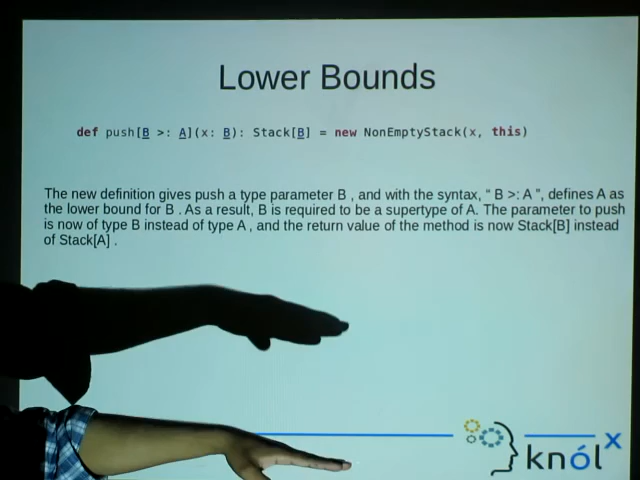 Lower Bounds
def push[B >: A](x: B): Stack[B] = new NonEmptyStack(x, this)
The new definition gives push a type parameter B , and with the syntax, “ B >: A ”, defines A as
the lower bound for B . As a result, B is required to be a supertype of A. The parameter to push
is now of type B instead of type A , and the return value of the method is now Stack[B] instead
of Stack[A] .
knólx